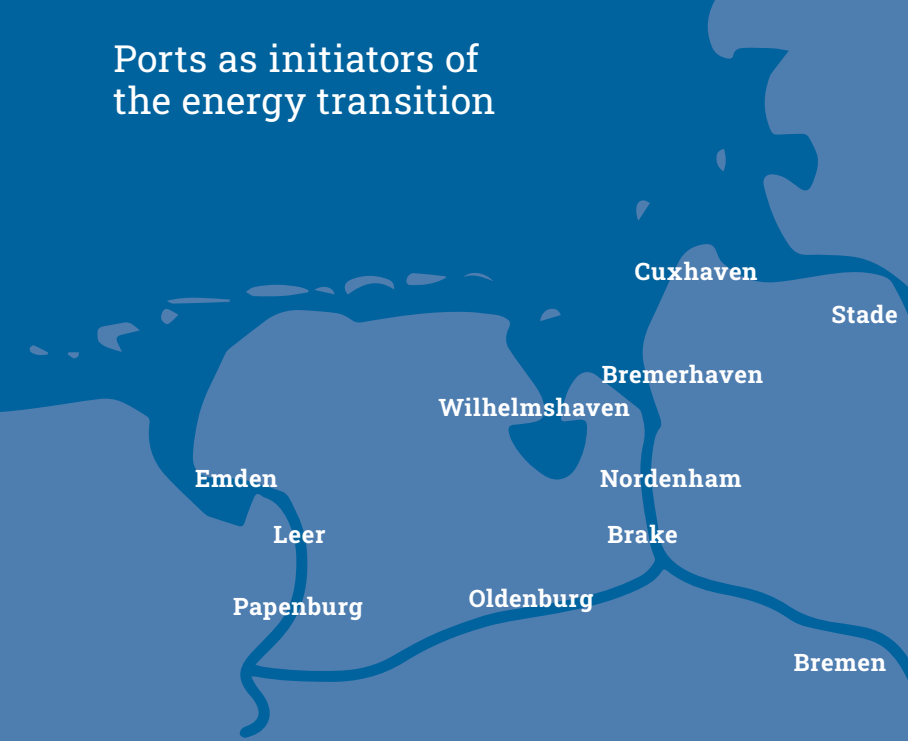 Ports as initiators of
the energy transition
Cuxhaven
Stade
Bremerhaven
Wilhelmshaven
Emden
Nordenham
Leer
Brake
Oldenburg
Papenburg
Bremen